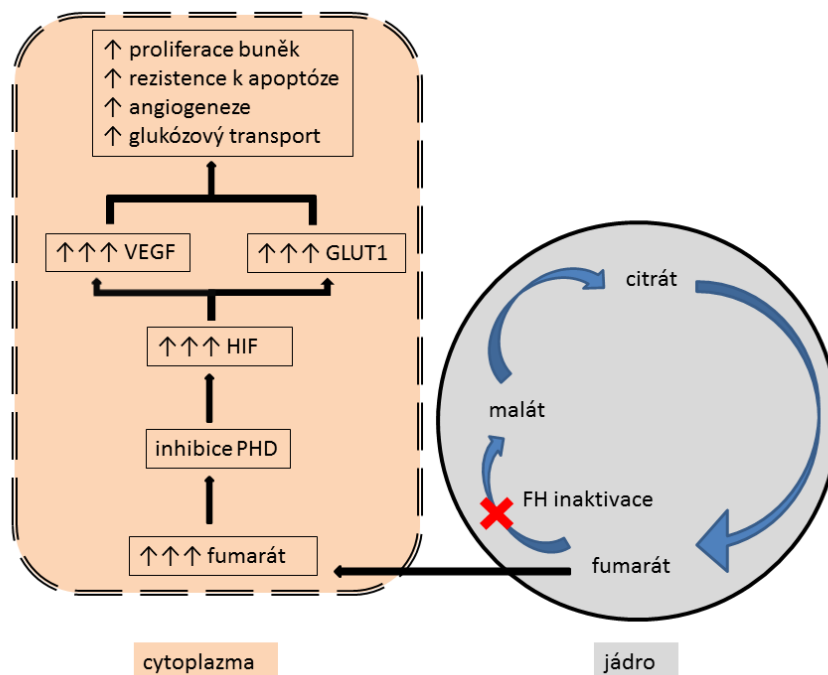 ↑ proliferace buněk
↑ rezistence k apoptóze
↑ angiogeneze
↑ glukózový transport
↑↑↑ VEGF
↑↑↑ GLUT1
↑↑↑ HIF
inhibice PHD
↑↑↑ fumarát
citrát
malát
FH inaktivace
fumarát
cytoplazma
jádro